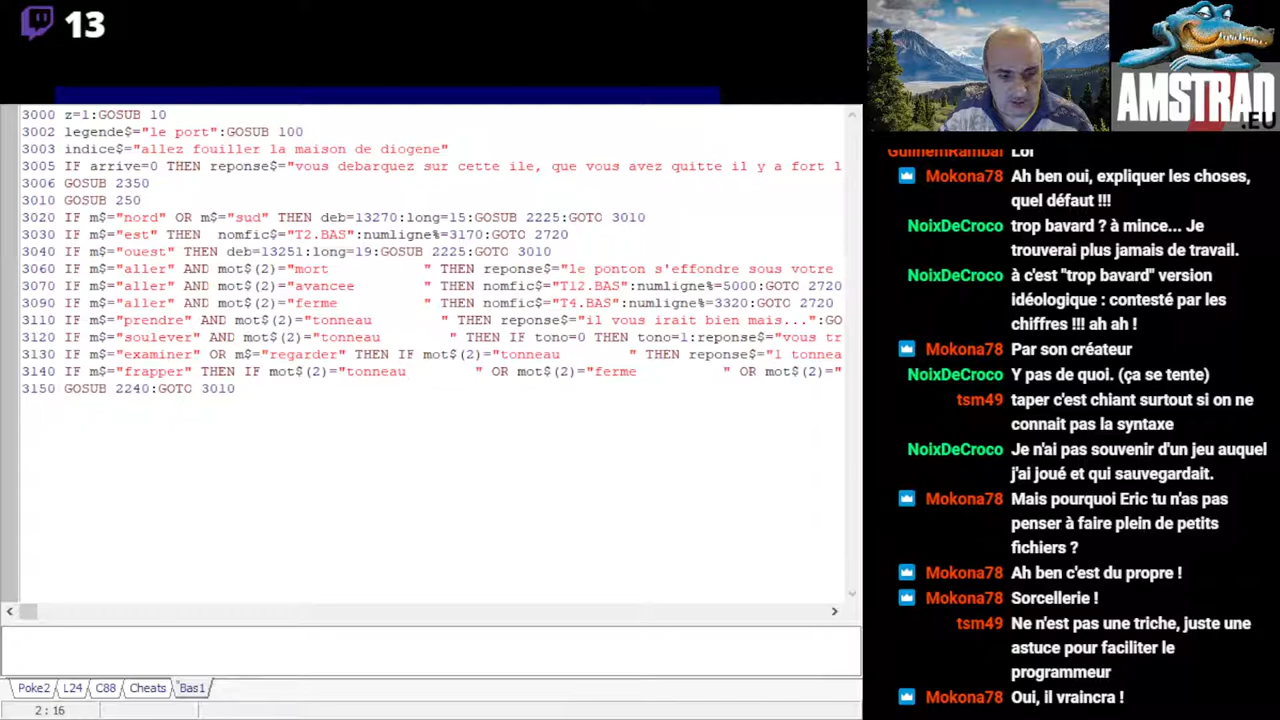 13
3000 z=1:GOSUB 10
3002 legende$="le port":GOSUB 100
3003 indice$="allez fouiller la maison de diogene"
3005 IF arrive=0 THEN reponse$="vous debarquez sur cette ile, que vous avez quitte il y a fort l
3006 GOSUB 2350
3010 GOSUB 250
3020 IF m$="nord" OR m$="sud" THEN deb=13270:long=15:GOSUB 2225:GOTO 3010
3030 IF m$="est" THEN  nomfic$="T2.BAS":numligne%=3170:GOTO 2720
3040 IF m$="ouest" THEN deb=13251:long=19:GOSUB 2225:GOTO 3010
3060 IF m$="aller" AND mot$(2)="mort            " THEN reponse$="le ponton s'effondre sous votre
3070 IF m$="aller" AND mot$(2)="avancee         " THEN nomfic$="T12.BAS":numligne%=5000:GOTO 2720
3090 IF m$="aller" AND mot$(2)="ferme           " THEN nomfic$="T4.BAS":numligne%=3320:GOTO 2720
3110 IF m$="prendre" AND mot$(2)="tonneau         " THEN reponse$="il vous irait bien mais...":GO
3120 IF m$="soulever" AND mot$(2)="tonneau         " THEN IF tono=0 THEN tono=1:reponse$="vous tr
3130 IF m$="examiner" OR m$="regarder" THEN IF mot$(2)="tonneau         " THEN reponse$="l tonnea
3140 IF m$="frapper" THEN IF mot$(2)="tonneau         " OR mot$(2)="ferme           " OR mot$(2)="
3150 GOSUB 2240:GOTO 3010
Poke2 L24 C88 Cheats Bas1
2: 16
AMSTRAD
.EU
GuilhemRambal Lol
Mokona78 Ah ben oui, expliquer les choses,
quel défaut !!!
NoixDeCroco trop bavard ? à mince... Je
trouverai plus jamais de travail.
NoixDeCroco à c'est "trop bavard" version
idéologique : contesté par les
chiffres !!! ah ah !
Mokona78 Par son créateur
NoixDeCroco Y pas de quoi. (ça se tente)
tsm49 taper c'est chiant surtout si on ne
connait pas la syntaxe
NoixDeCroco Je n'ai pas souvenir d'un jeu auquel
j'ai joué et qui sauvegardait.
Mokona78 Mais pourquoi Eric tu n'as pas
penser à faire plein de petits
fichiers ?
Mokona78 Ah ben c'est du propre !
Mokona78 Sorcellerie !
tsm49 Ne n'est pas une triche, juste une
astuce pour faciliter le
programmeur
Mokona78 Oui, il vraincra !